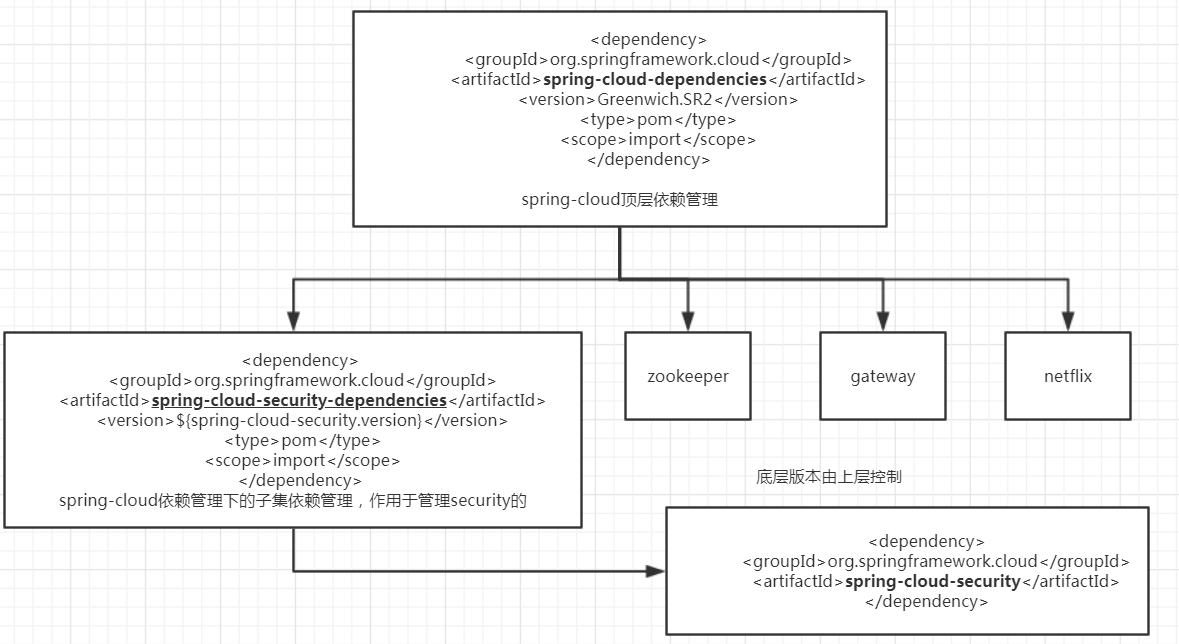 <dependency>
<groupId>org.springframework.cloud</groupId>
<artifactId>spring-cloud-dependencies</artifactId>
<version>Greenwich.SR2</version>
<type>pom</type>
<scope>import</scope>
</dependency>
spring-cloud顶层依赖管理
<dependency>
<groupId>org.springframework.cloud</groupId>
<artifactId>spring-cloud-security-dependencies</artifactId>
<version>${spring-cloud-security.version}</version>
<type>pom</type>
<scope>import</scope>
</dependency>
spring-cloud依赖管理下的子集依赖管理，作用于管理security的
zookeeper
gateway
netflix
底层版本由上层控制
<dependency>
<groupId>org.springframework.cloud</groupId>
<artifactId>spring-cloud-security</artifactId>
</dependency>